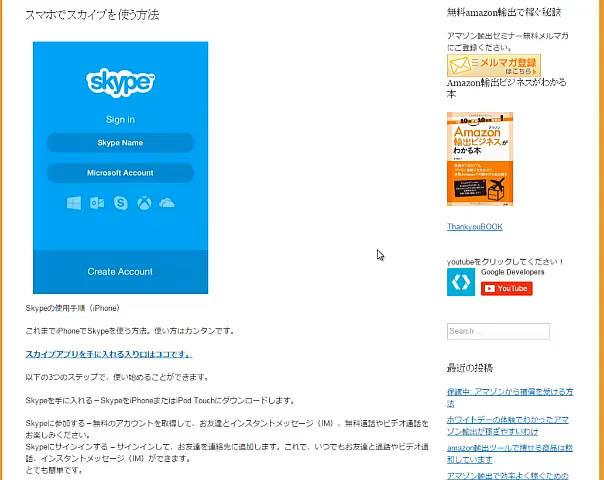 スマホでスカイプを使う方法
skype
Sign in
Skype Name
Microsoft Account
Create Account
Skypeの使用手順（iPhone）
これまでiPhoneでSkypeを使う方法。使い方はカンタンです。
スカイプアプリを手に入れる入り口はココです。
以下の3つのステップで、使い始めることができます。
Skypeを手に入れる－SkypeをiPhoneまたはiPod Touchにダウンロードします。
Skypeに参加する－無料のアカウントを取得して、お友達とインスタントメッセージ（IM）、無料通話やビデオ通話を
お楽しみください。
Skypeにサインインする－サインインして、お友達を連絡先に追加します。これで、いつでもお友達と通話やビデオ通
話、インスタントメッセージ（IM）ができます。
とても簡単です。
無料amazon輸出で稼ぐ秘訣
アマゾン輸出セミナー無料メルマガ
にご登録ください。
メルマガ登録
はこちら
Amazon輸出ビジネスがわかる
本
アマゾン
Amazon
輸出ビジネスが
わかる本
ThankyouBOOK
youtubeをクリックしてください！
Google Developers
YouTube
Search …
最近の投稿
保護中: アマゾンから補償を受ける方
法
ホワイトデーの体験でわかったアマ
ゾン輸出が稼ぎやすいわけ
amazon輸出ツールで捜せる商品は飽
和しています
アマゾン輸出で効率よく稼ぐための